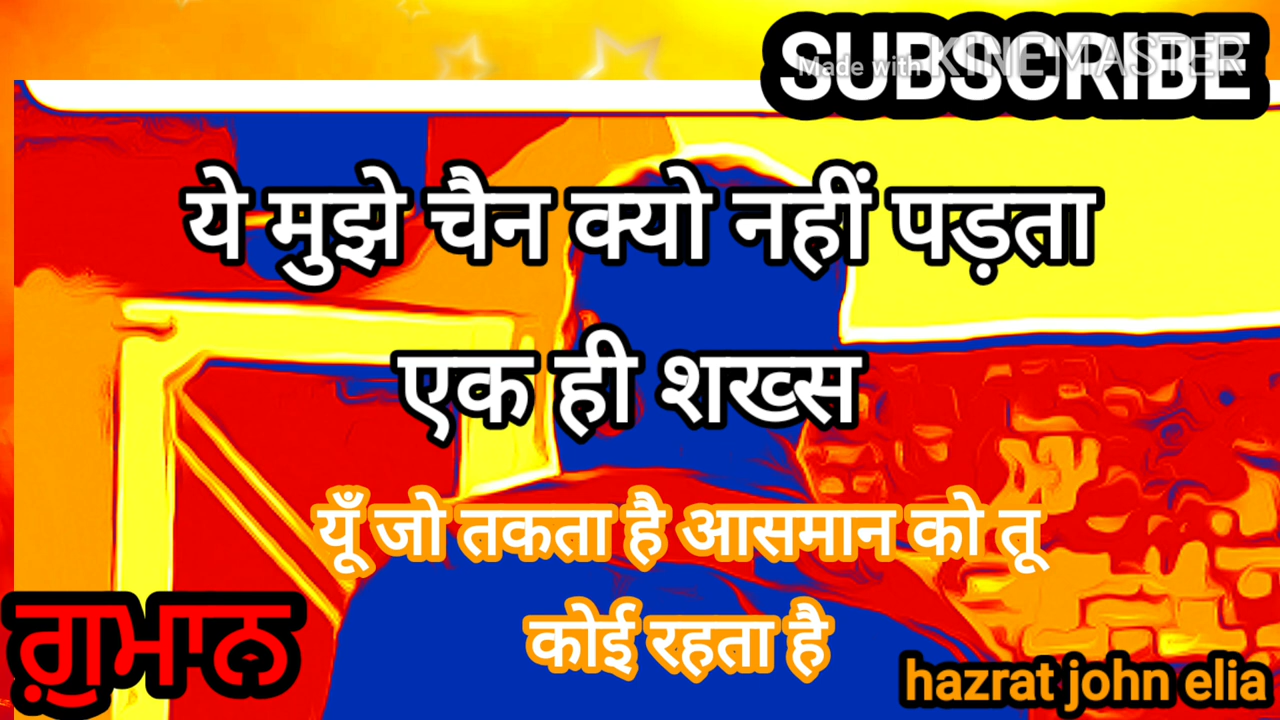 SUBSCRIBE
Made with KINEMASTER
ये मुझे चैन क्यो नहीं पड़ता
एक ही शख्स
यूँ जो तकता है आसमान को तू
कोई रहता है
ਗ਼ੁਮਾਨ
hazrat john elia